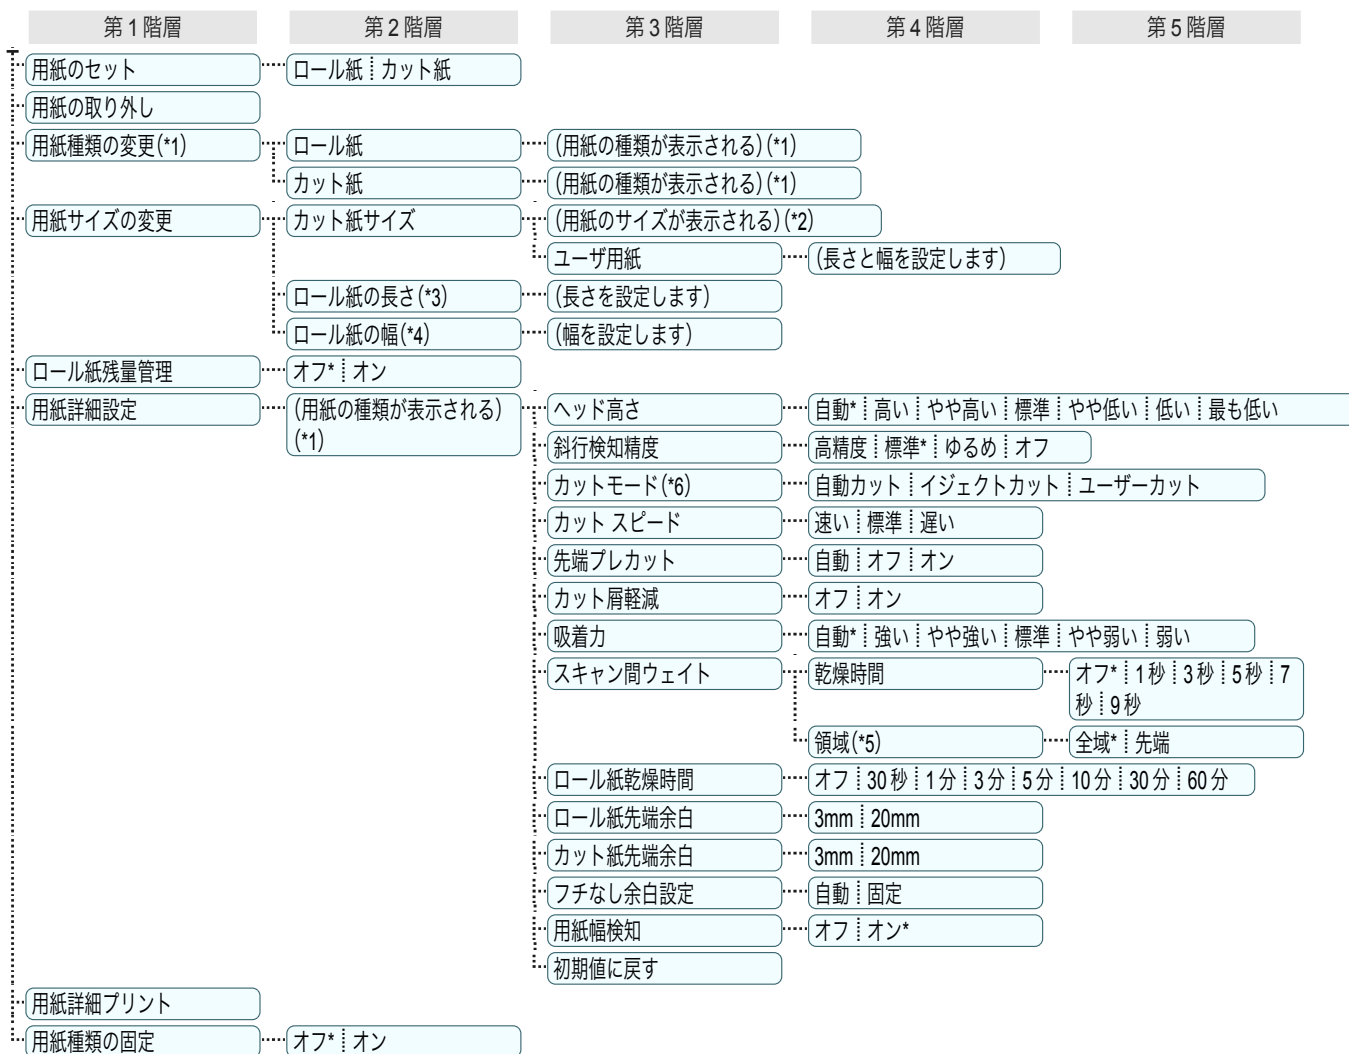 第1階層 第2階層 第3階層 第4階層 第5階層
用紙のセット ロール紙┊カット紙
用紙の取り外し
用紙種類の変更(*1) ロール紙 (用紙の種類が表示される)(*1)
カット紙 (用紙の種類が表示される)(*1)
用紙サイズの変更 カット紙サイズ (用紙のサイズが表示される)(*2)
ユーザ用紙 (長さと幅を設定します)
ロール紙の長さ(*3) (長さを設定します)
ロール紙の幅(*4) (幅を設定します)
ロール紙残量管理 オフ*┊オン
用紙詳細設定 (用紙の種類が表示される) ヘッド高さ 自動*┊高い┊やや高い┊標準┊やや低い┊低い┊最も低い
(*1)
斜行検知精度 高精度┊標準*┊ゆるめ┊オフ
カットモード(*6) 自動カット┊イジェクトカット┊ユーザーカット
カット スピード 速い┊標準┊遅い
先端プレカット 自動┊オフ┊オン
カット屑軽減 オフ┊オン
吸着力 自動*┊強い┊やや強い┊標準┊やや弱い┊弱い
スキャン間ウェイト 乾燥時間 オフ*┊1秒┊3秒┊5秒┊7
秒┊9秒
領域(*5) 全域*┊先端
ロール紙乾燥時間 オフ┊30秒┊1分┊3分┊5分┊10分┊30分┊60分
ロール紙先端余白 3mm┊20mm
カット紙先端余白 3mm┊20mm
フチなし余白設定 自動┊固定
用紙幅検知 オフ┊オン*
初期値に戻す
用紙詳細プリント
用紙種類の固定 オフ*┊オン